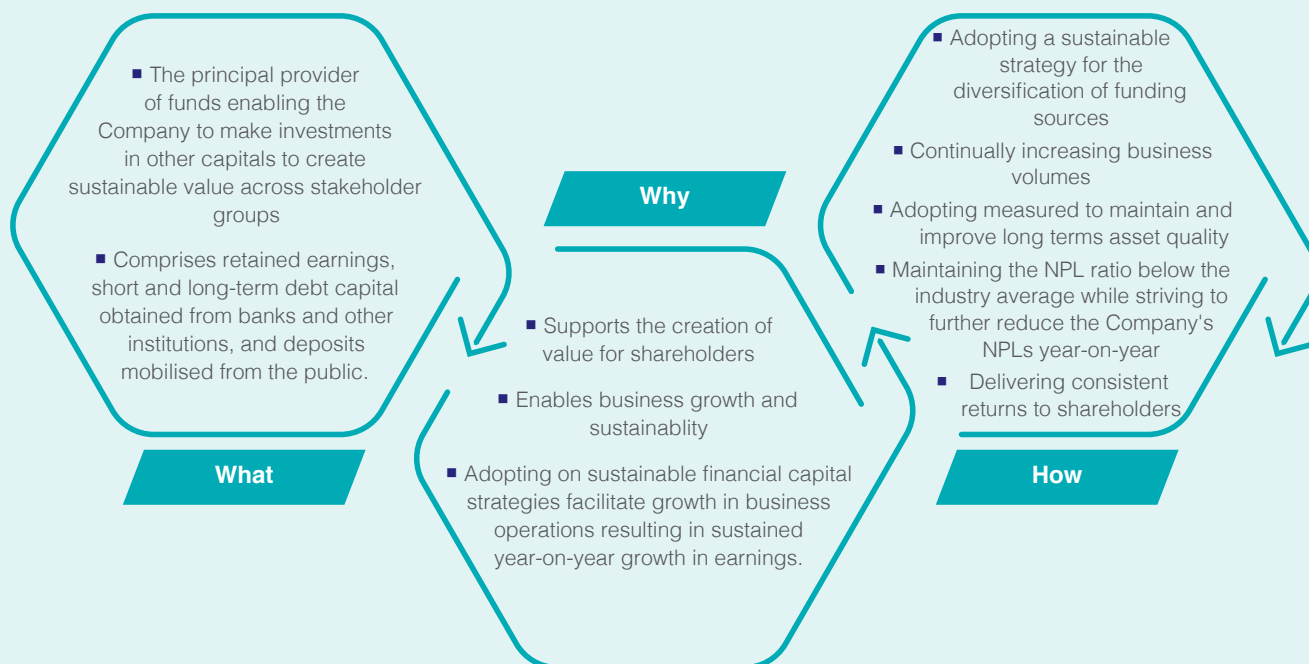 ■ The principal provider
of funds enabling the
Company to make investments
in other capitals to create
sustainable value across stakeholder
groups
■ Comprises retained earnings,
short and long-term debt capital
obtained from banks and other
institutions, and deposits
mobilised from the public.
What
Why
■ Supports the creation of
value for shareholders
■ Enables business growth and
sustainablity
■ Adopting on sustainable financial capital
strategies facilitate growth in business
operations resulting in sustained
year-on-year growth in earnings.
■ Adopting a sustainable
strategy for the
diversification of funding
sources
■ Continually increasing business
volumes
■ Adopting measured to maintain and
improve long terms asset quality
■ Maintaining the NPL ratio below the
industry average while striving to
further reduce the Company's
NPLs year-on-year
■ Delivering consistent
returns to shareholders
How